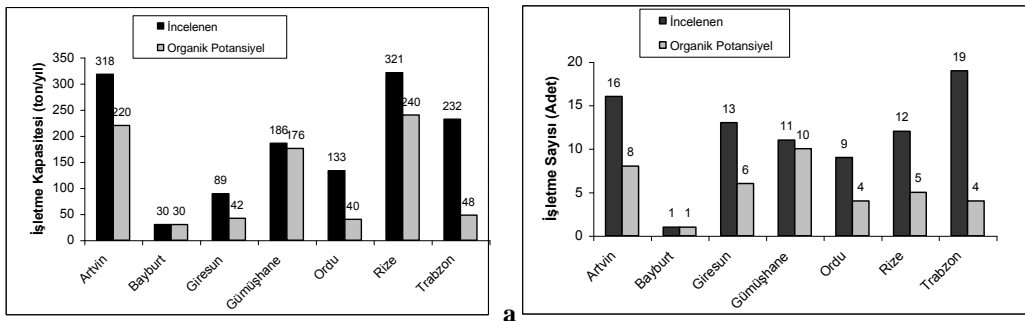 İncelenen
Organik Potansiyel
İşletme Kapasitesi (ton/yıl)
350
300
250
200
150
100
50
0
318
220
30 30
89
42
186
176
133
40
321
240
232
48
Artvin
Bayburt
Giresun
Gümüşhane
Ordu
Rize
Trabzon
a
İncelenen
Organik Potansiyel
İşletme Sayısı (Adet)
20
15
10
5
0
16
8
1 1
13
6
11
10
9
4
12
5
19
4
Artvin
Bayburt
Giresun
Gümüşhane
Ordu
Rize
Trabzon